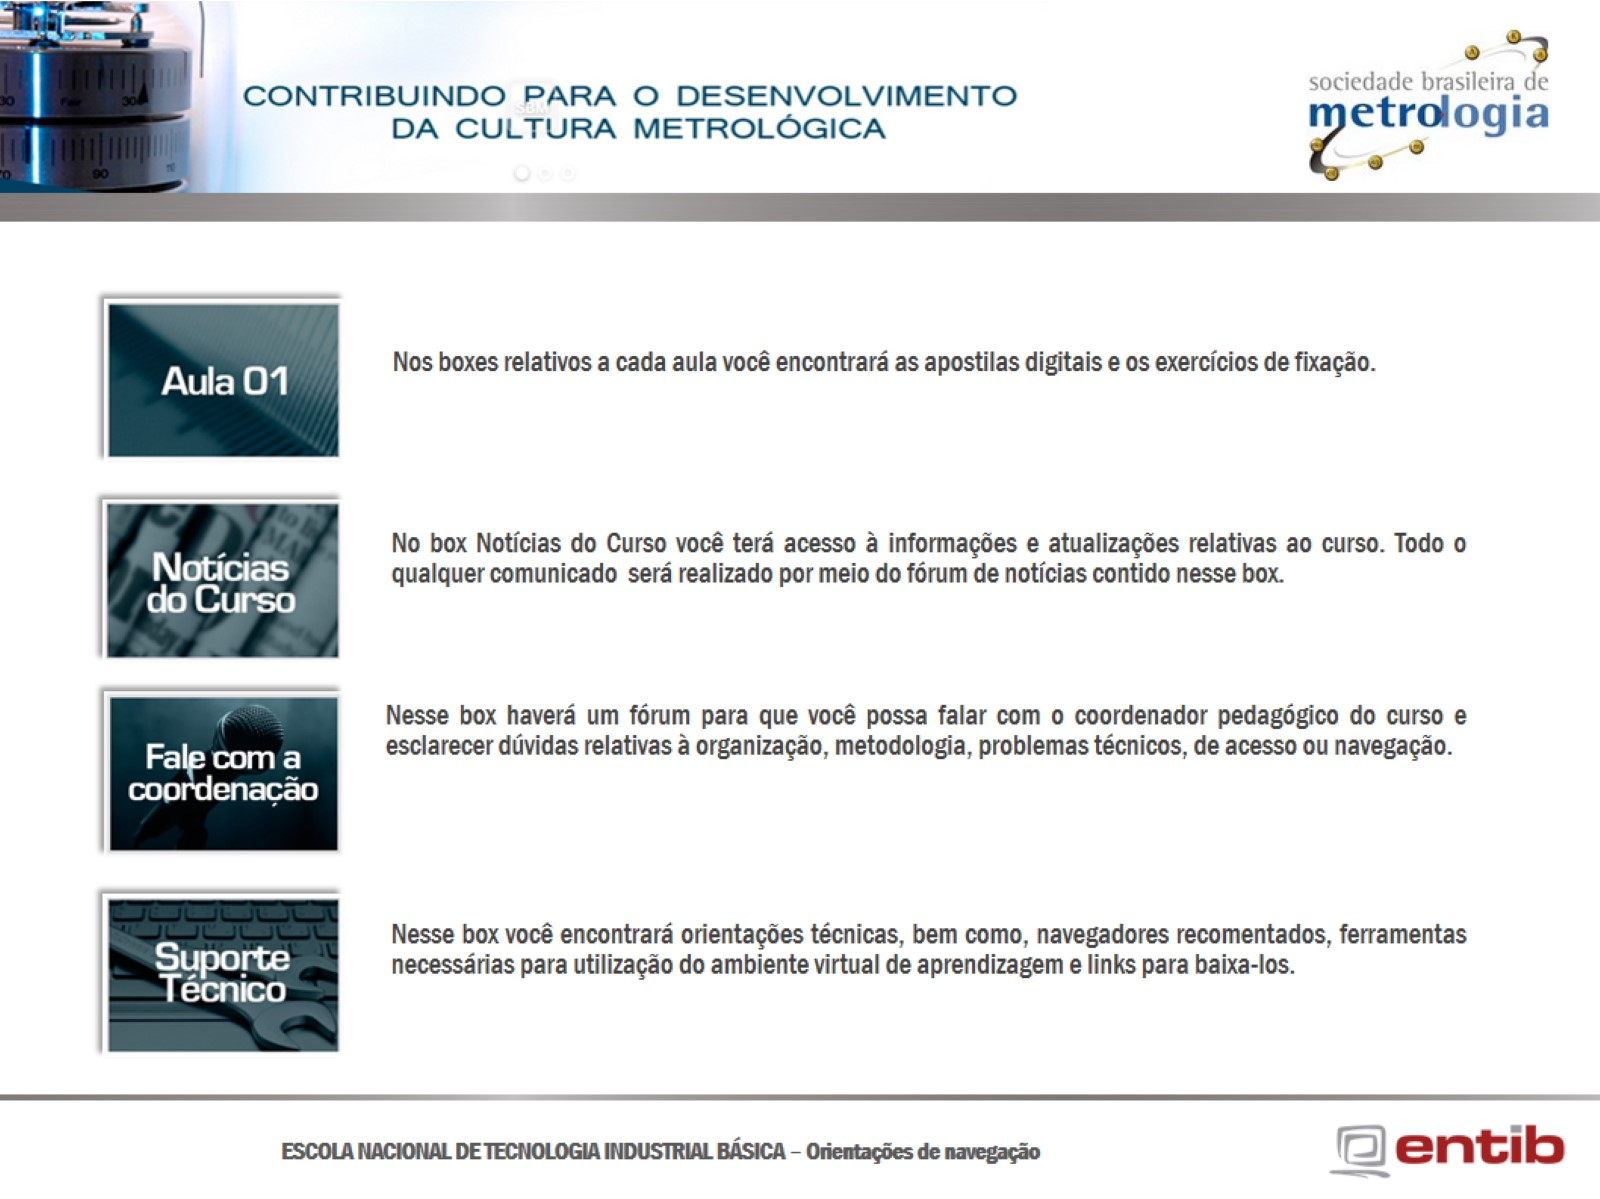 CONTRIBUINDO PARA O DESENVOLVIMENTO
DA CULTURA METROLÓGICA
SBM
sociedade brasileira de
metrologia
Aula 01
Nos boxes relativos a cada aula você encontrará as apostilas digitais e os exercícios de fixação.
Notícias
do Curso
No box Notícias do Curso você terá acesso à informações e atualizações relativas ao curso. Todo o
qualquer comunicado será realizado por meio do fórum de notícias contido nesse box.
Fale com a
coordenação
Nesse box haverá um fórum para que você possa falar com o coordenador pedagógico do curso e
esclarecer dúvidas relativas à organização, metodologia, problemas técnicos, de acesso ou navegação.
Suporte
Técnico
Nesse box você encontrará orientações técnicas, bem como, navegadores recomentados, ferramentas
necessárias para utilização do ambiente virtual de aprendizagem e links para baixa-los.
ESCOLA NACIONAL DE TECNOLOGIA INDUSTRIAL BÁSICA – Orientações de navegação
entib